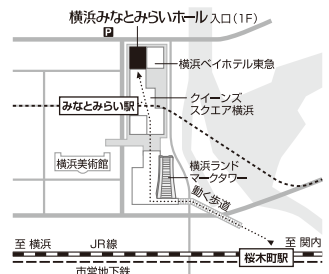 横浜みなとみらいホール 入口(1F)
P
横浜ベイホテル東急
みなとみらい駅
クイーンズ
スクエア横浜
横浜美術館
横浜ランド
マークタワー
動く歩道
至 横浜
JR線
至 関内
桜木町駅
市営地下鉄